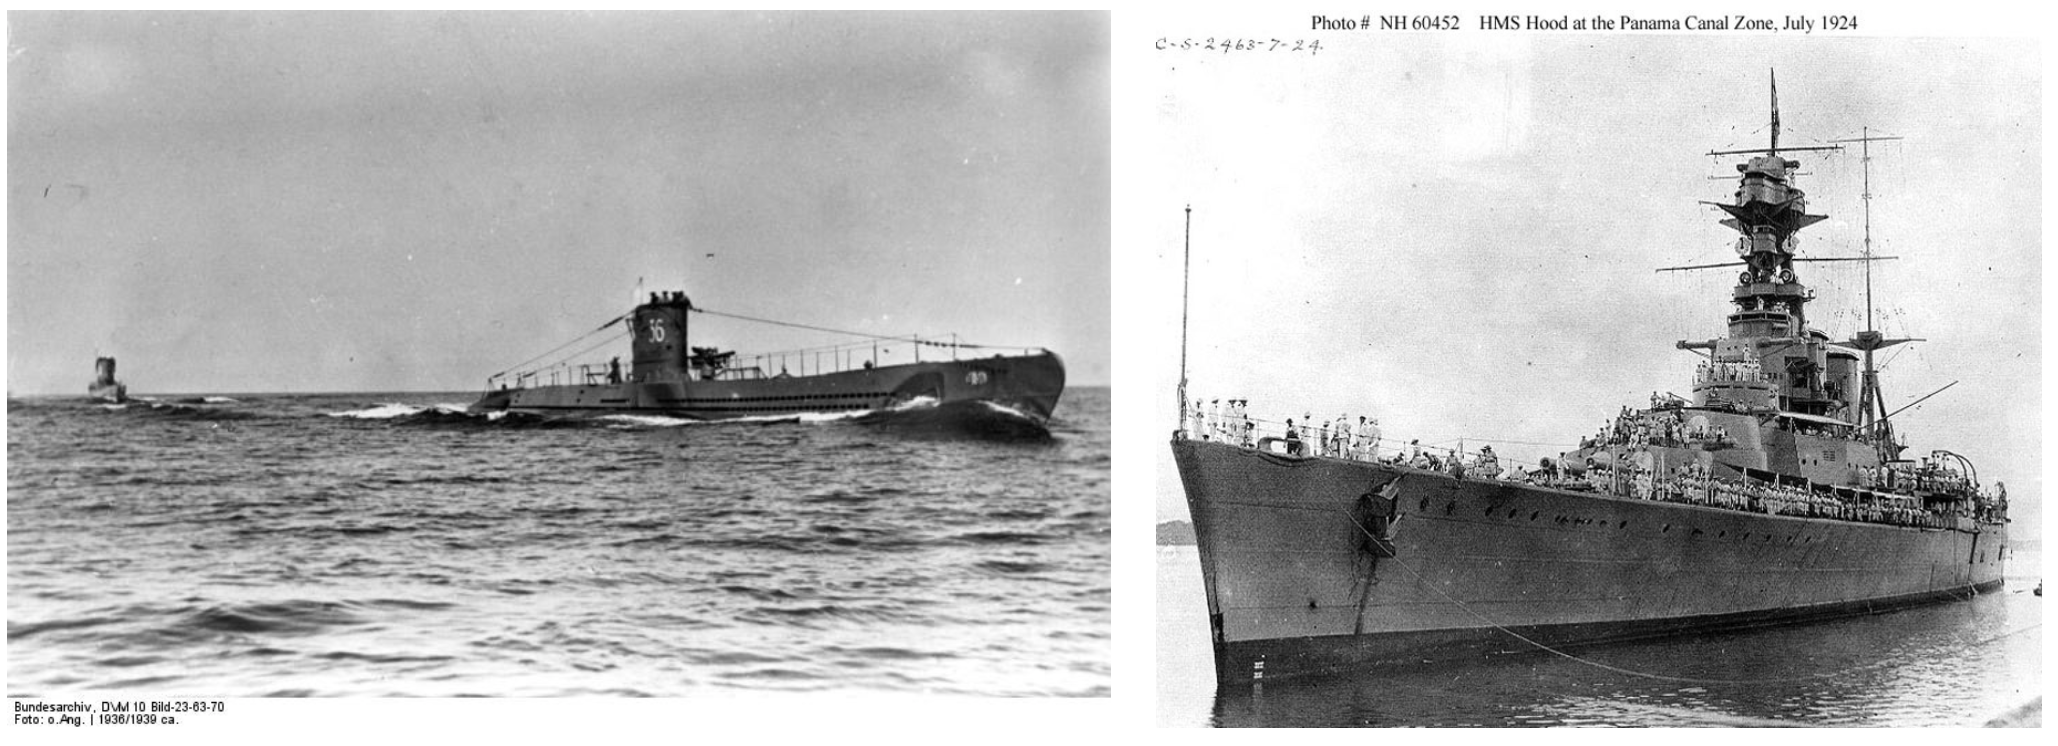 36
Bundesarchiv, DVM 10 Bild-23-63-70
Foto: o.Ang. | 1936/1939 ca.
Photo # NH 60452 HMS Hood at the Panama Canal Zone, July 1924
C-S-2463-7-24.